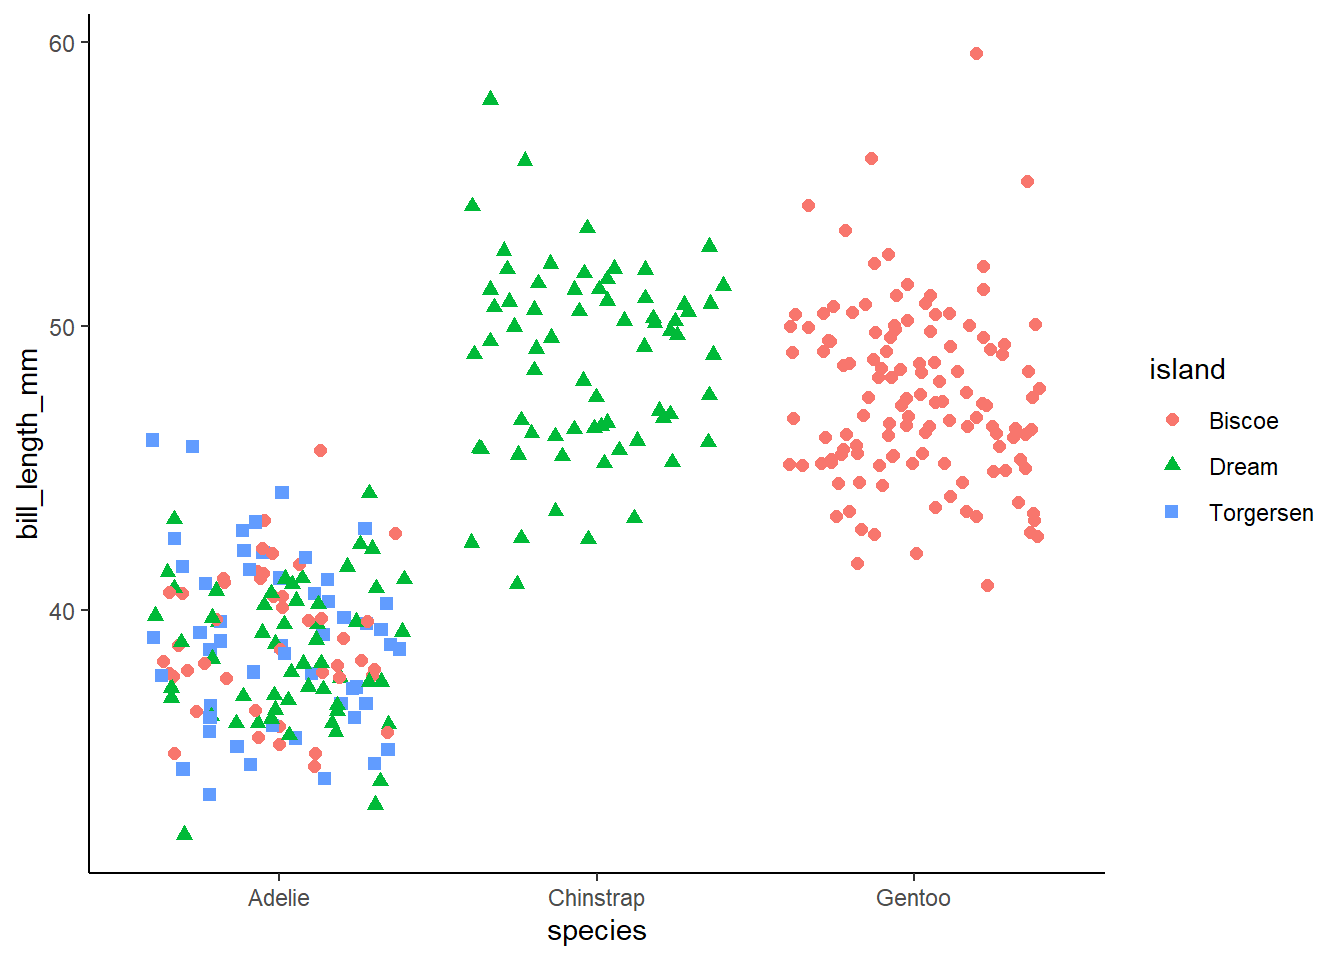 60
50
40
bill_length_mm
Adelie
Chinstrap
Gentoo
species
island
Biscoe
Dream
Torgersen